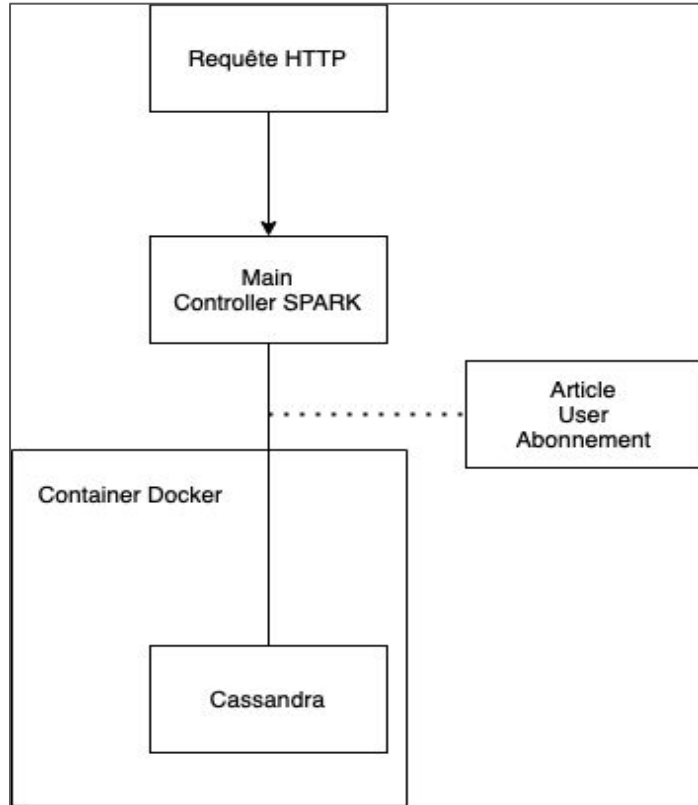 Requête HTTP
Main
Controller SPARK
Article
User
Abonnement
Container Docker
Cassandra